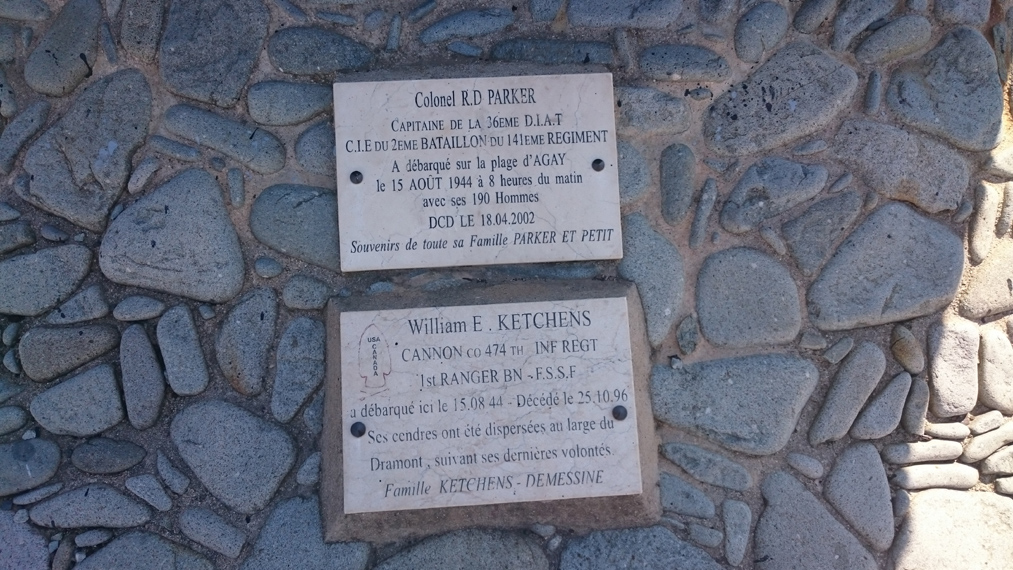 Colonel R.D PARKER
CAPITAINE DE LA 36EME D.I.A.T
C.I.E DU 2EME BATAILLON DU 141EME REGIMENT
A débarqué sur la plage d'AGAY
le 15 AOÛT 1944 à 8 heures du matin
avec ses 190 Hommes
DCD LE 18.04.2002
Souvenirs de toute sa Famille PARKER ET PETIT
USA
CANADA
William E . KETCHENS
CANNON CO 474 TH INF REGT
1st RANGER BN - F.S.S.F
a débarqué ici le 15.08 44 - Décédé le 25.10.96
Ses cendres ont été dispersées au large du
Dramont , suivant ses dernières volontés.
Famille KETCHENS - DEMESSINE